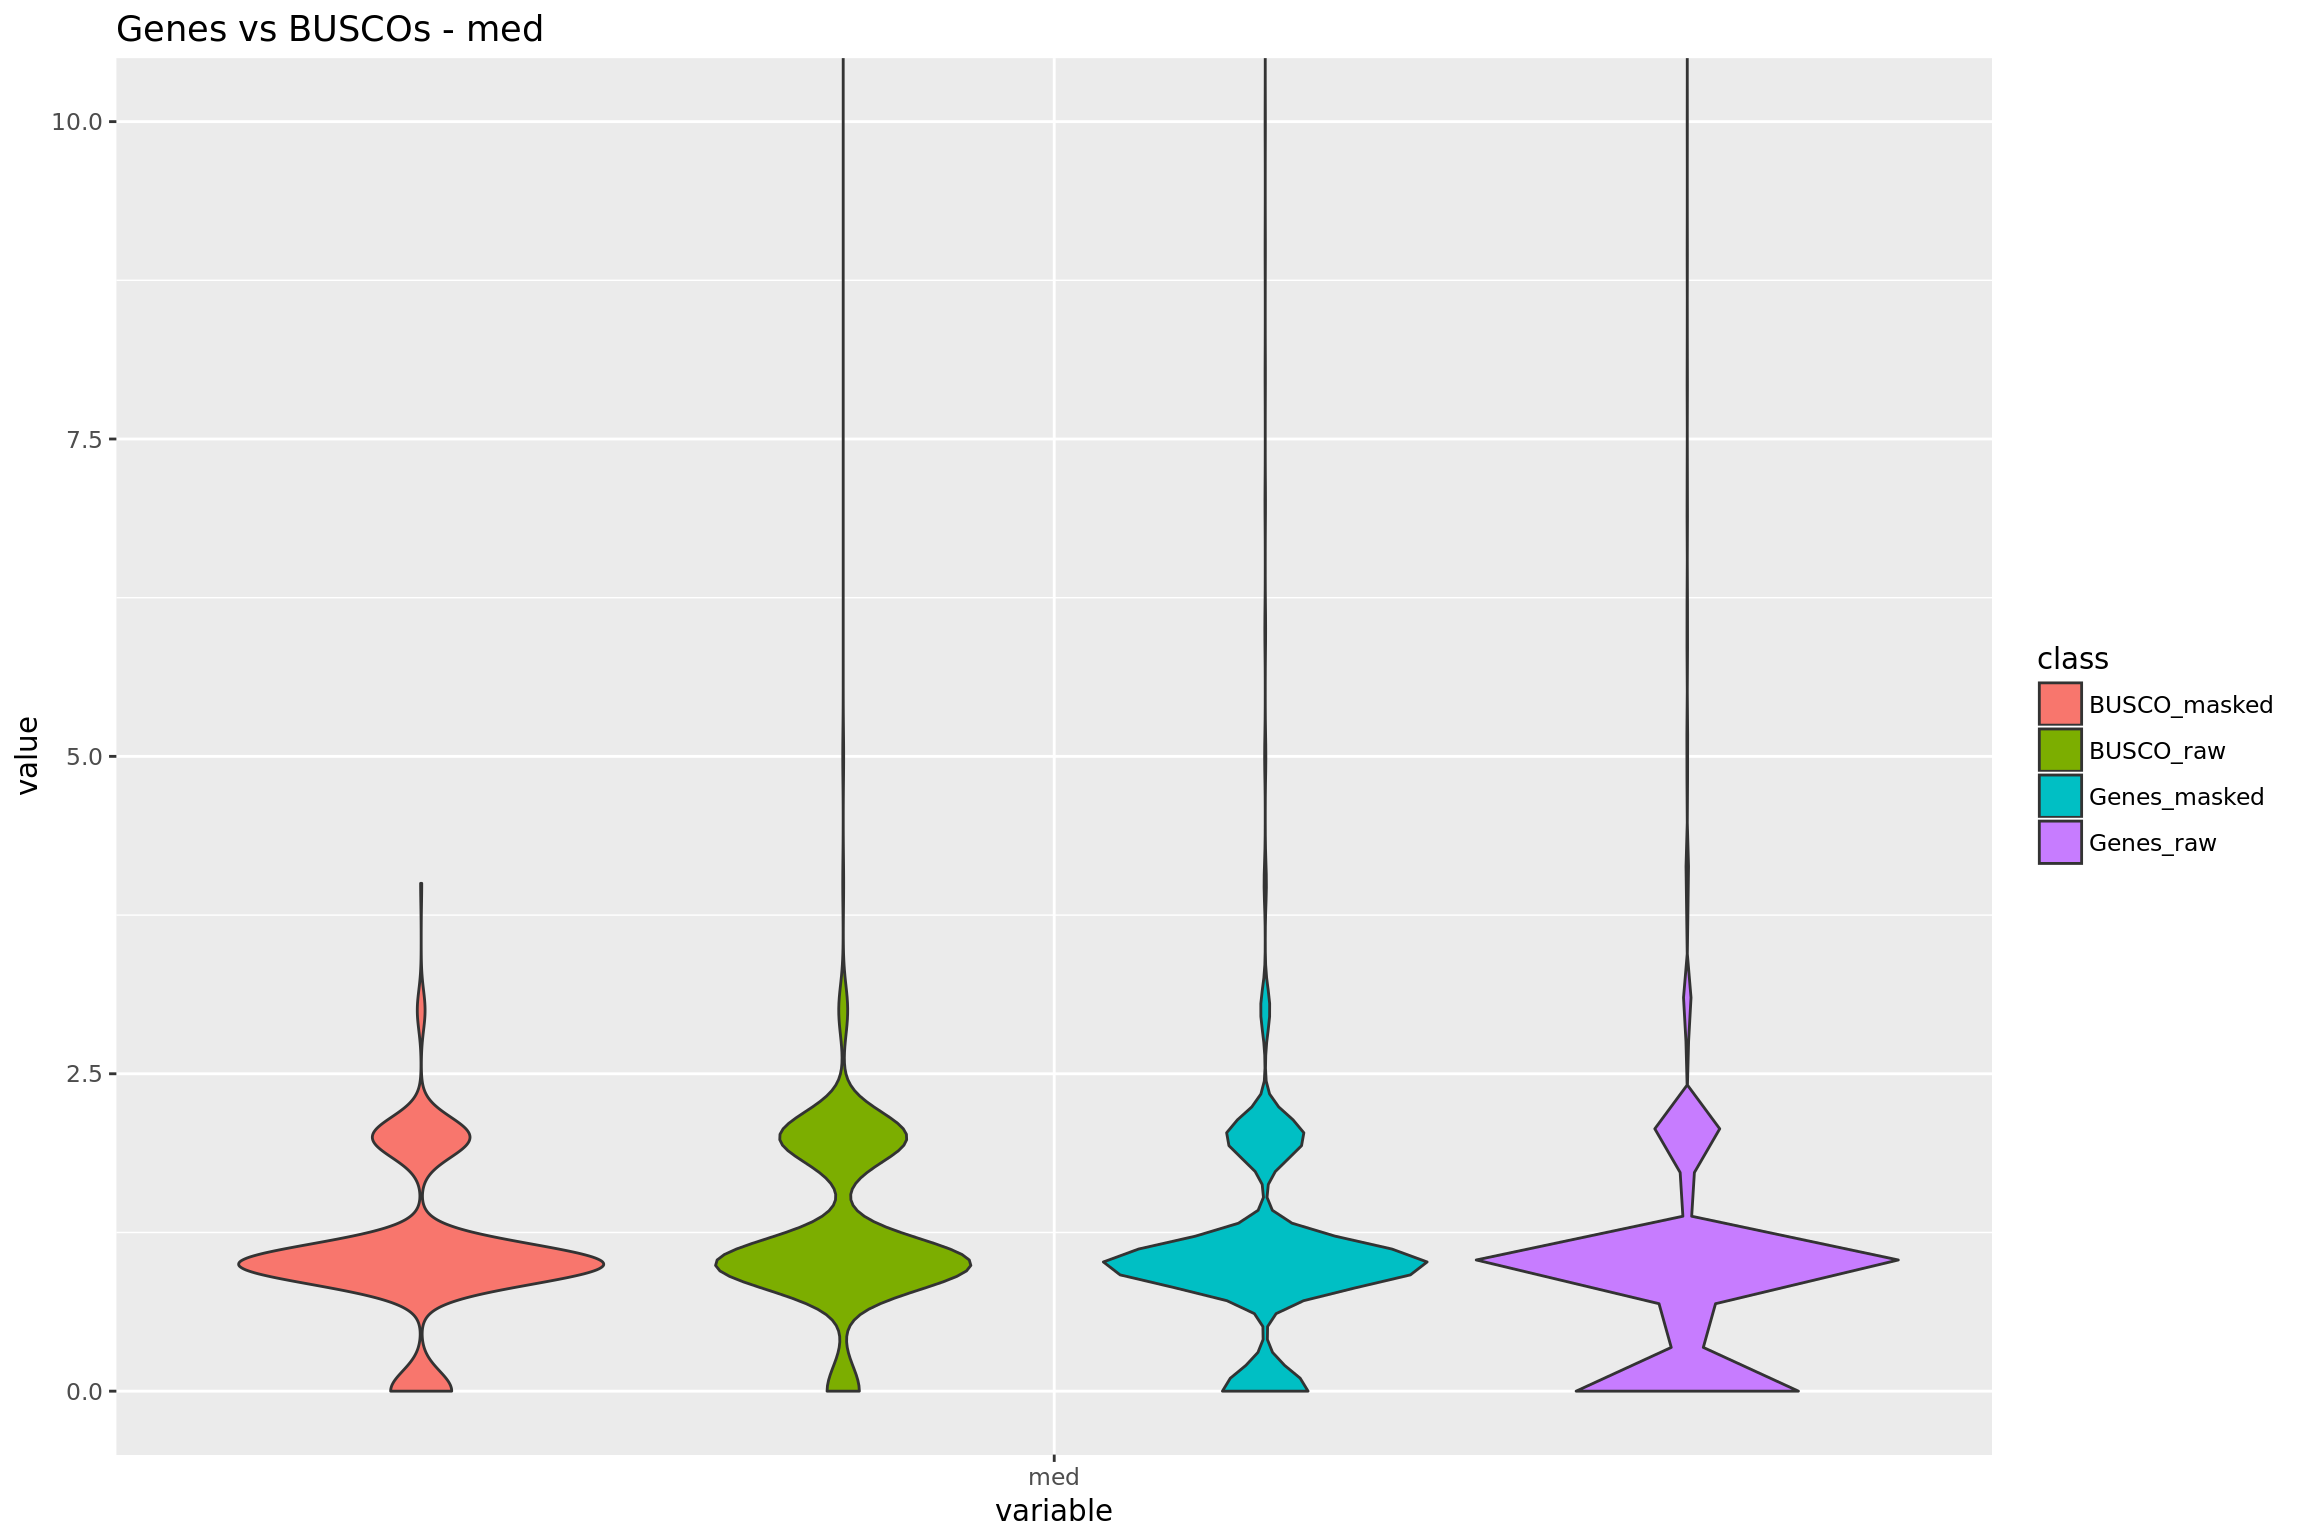 Genes vs BUSCOs - med
10.0
7.5
5.0
2.5
0.0
value
med
variable
class
BUSCO_masked
BUSCO_raw
Genes_masked
Genes_raw